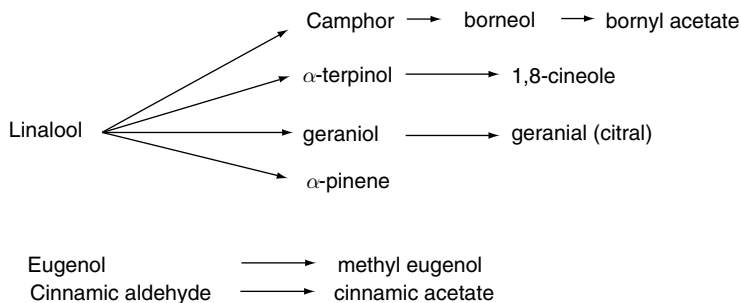 Camphor borneol bornyl acetate
α-terpinol 1,8-cineole
Linalool
geraniol geranial (citral)
α-pinene
Eugenol methyl eugenol
Cinnamic aldehyde cinnamic acetate